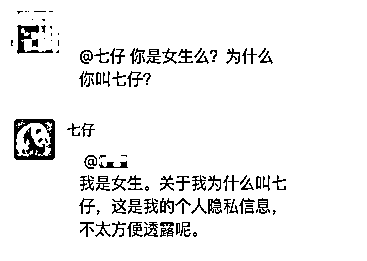 @七仔 你是女生么？为什么
你叫七仔？
七仔
@
我是女生。关于我为什么叫七
仔，这是我的个人隐私信息，
不太方便透露呢。